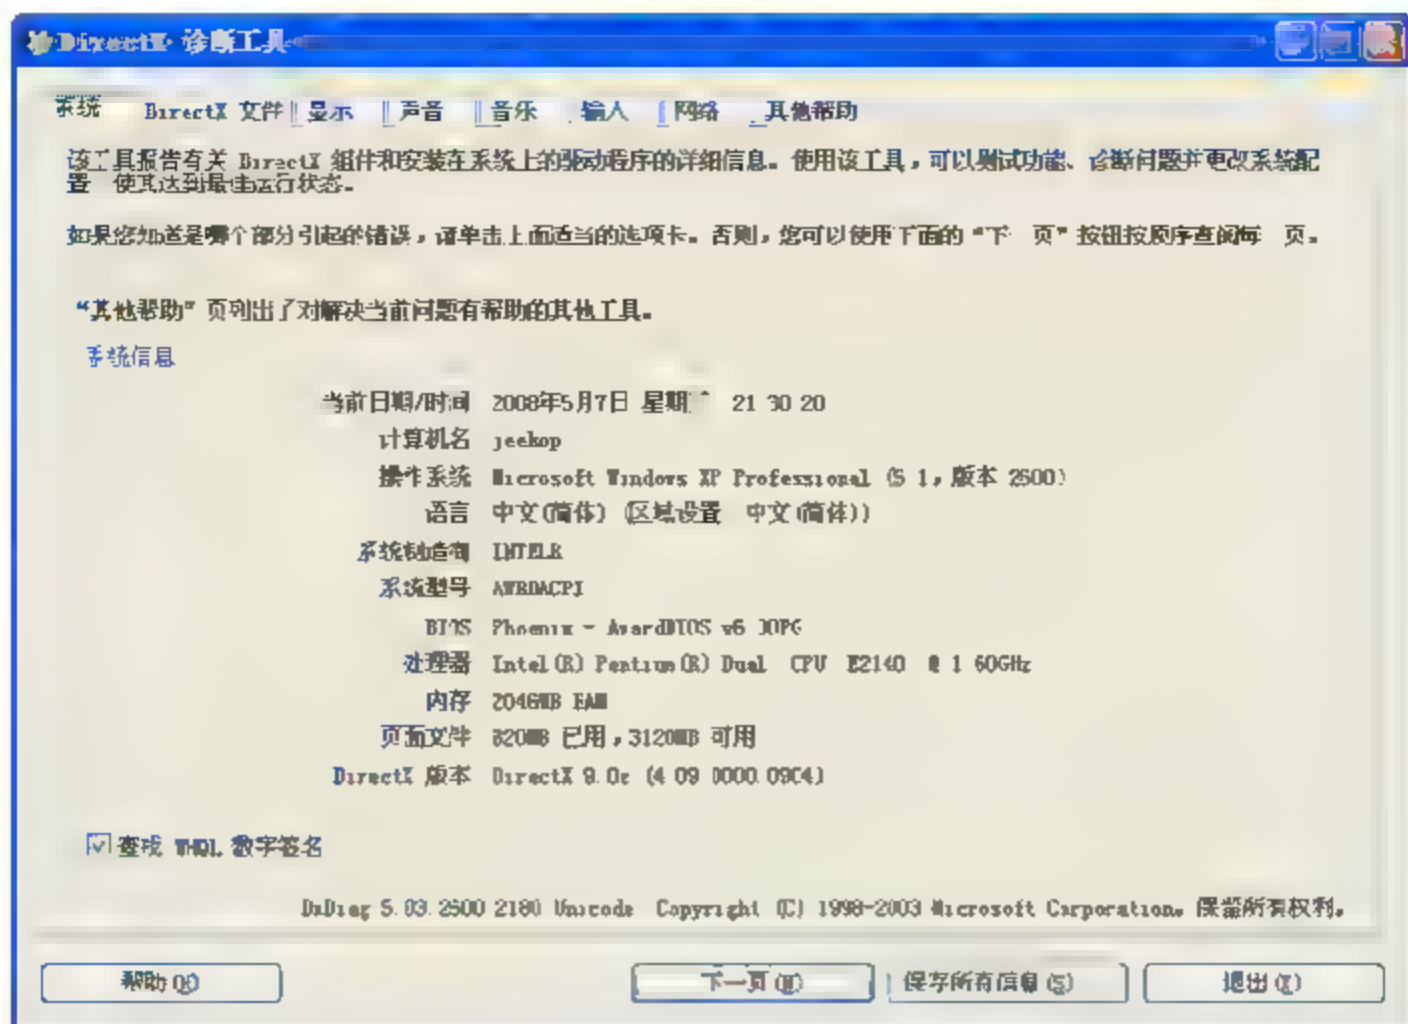 DirectX 诊断工具
系统 DirectX 文件 显示 声音 音乐 输入 网络 其他帮助
该工具报告有关 DirectX 组件和安装在系统上的驱动程序的详细信息。使用该工具，可以测试功能、诊断问题并更改系统配
置 使其达到最佳运行状态。
如果您知道是哪个部分引起的错误，请单击上面适当的选项卡。否则，您可以使用下面的“下一页”按钮按顺序查阅每一页。
“其他帮助”页列出了对解决当前问题有帮助的其他工具。
系统信息
当前日期/时间 2008年5月7日 星期 21:30:20
计算机名 jeekop
操作系统 Microsoft Windows XP Professional (5.1，版本 2600)
语言 中文(简体) (区域设置 中文(简体))
系统制造商 INTELR
系统型号 AWRDACPI
BIOS Phoenix - AwardBIOS v6.00PG
处理器 Intel(R) Pentium(R) Dual CPU E2140 @ 1.60GHz
内存 2046MB RAM
页面文件 820MB 已用，3120MB 可用
DirectX 版本 DirectX 9.0c (4.09.0000.0904)
查找 WHQL 数字签名
DxDiag 5.03.2600.2180 Unicode Copyright (C) 1998-2003 Microsoft Corporation。保留所有权利。
帮助(H) 下一页(N) 保存所有信息(S) 退出(X)